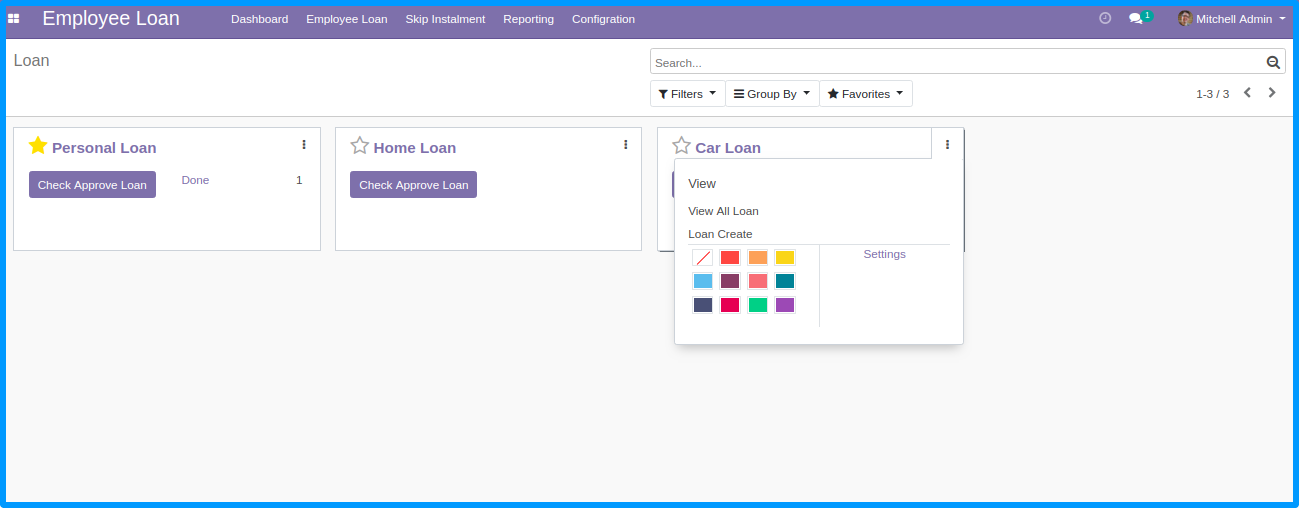 Employee Loan Dashboard Employee Loan Skip Instalment Reporting Configration 1 Mitchell Admin
Loan
Search...
Filters Group By Favorites 1-3 / 3
Personal Loan Home Loan Car Loan
Check Approve Loan Done 1 Check Approve Loan
View
View All Loan
Loan Create
Settings